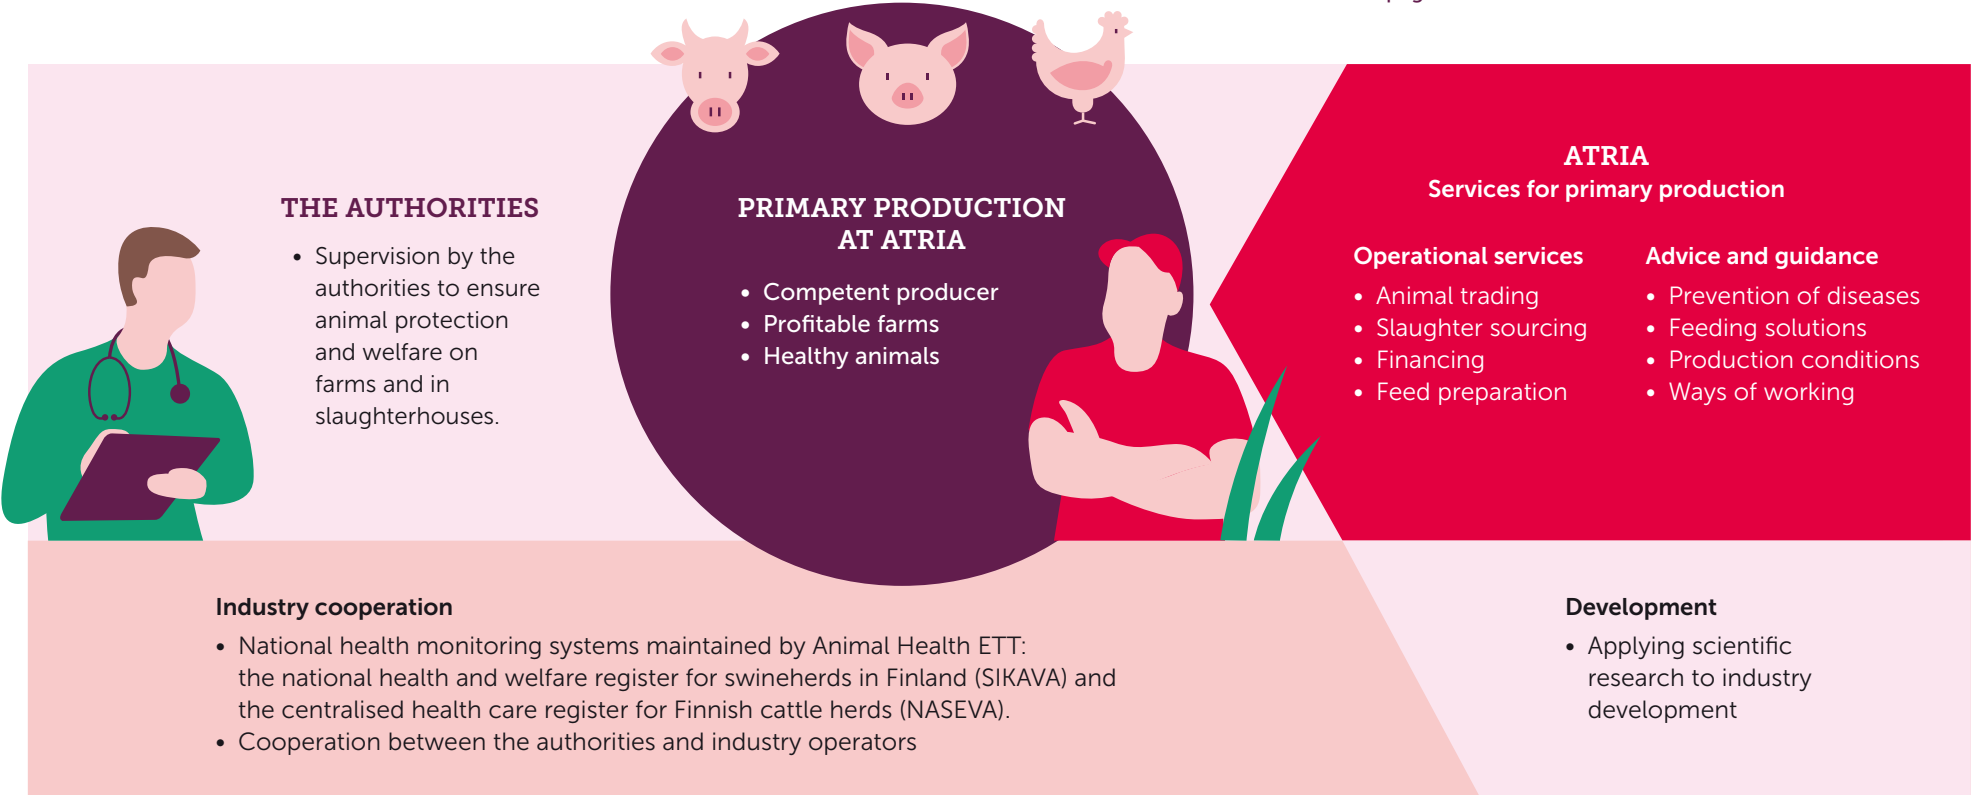 THE AUTHORITIES
• Supervision by the
authorities to ensure
animal protection
and welfare on
farms and in
slaughterhouses.
PRIMARY PRODUCTION
AT ATRIA
• Competent producer
• Profitable farms
• Healthy animals
ATRIA
Services for primary production
Operational services
• Animal trading
• Slaughter sourcing
• Financing
• Feed preparation
Advice and guidance
• Prevention of diseases
• Feeding solutions
• Production conditions
• Ways of working
Industry cooperation
• National health monitoring systems maintained by Animal Health ETT:
the national health and welfare register for swineherds in Finland (SIKAVA) and
the centralised health care register for Finnish cattle herds (NASEVA).
• Cooperation between the authorities and industry operators
Development
• Applying scientific
research to industry
development